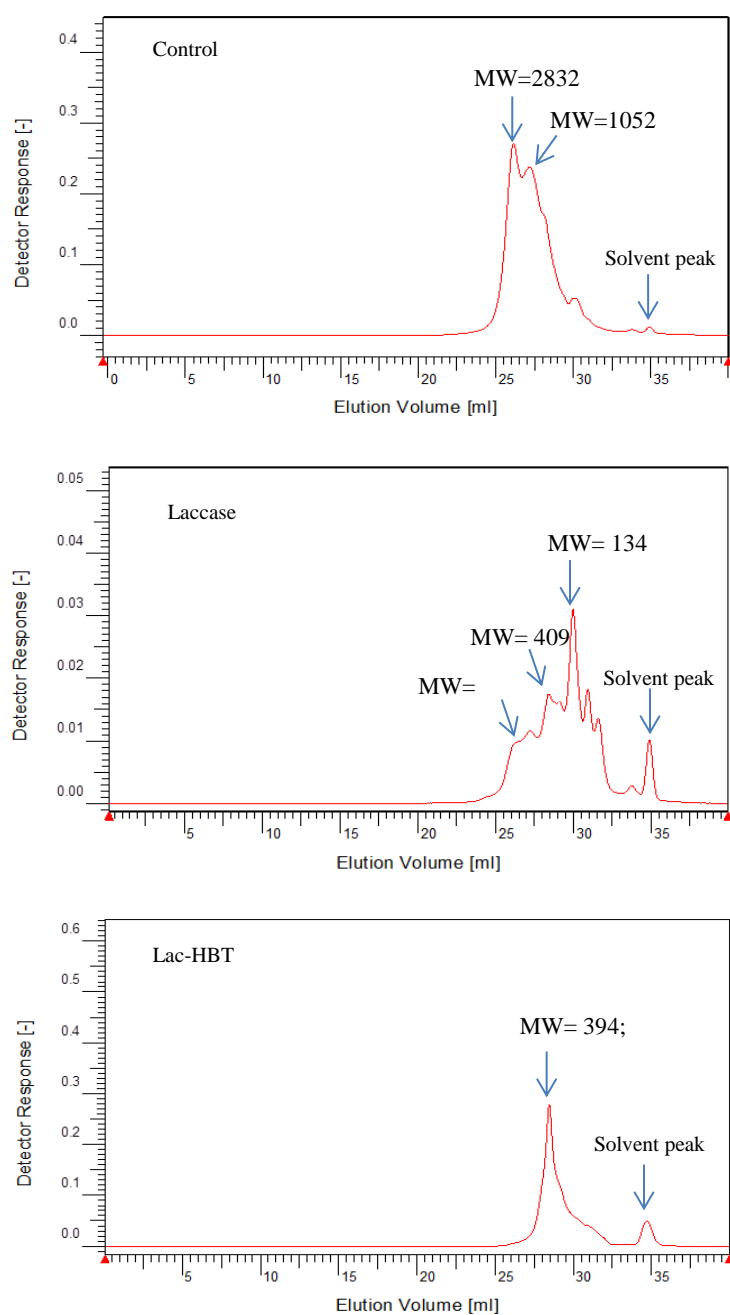 0.4
Control
MW=2832
MW=1052
0.3
0.2
0.1
Solvent peak
0.0
Detector Response [-]
0 5 10 15 20 25 30 35
Elution Volume [ml]
0.05
Laccase
0.04
MW= 134
0.03
MW= 409
0.02
MW=
Solvent peak
0.01
0.00
Detector Response [-]
5 10 15 20 25 30 35
Elution Volume [ml]
0.6
Lac-HBT
0.5
0.4
MW= 394;
0.3
0.2
Solvent peak
0.1
0.0
Detector Response [-]
5 10 15 20 25 30 35
Elution Volume [ml]